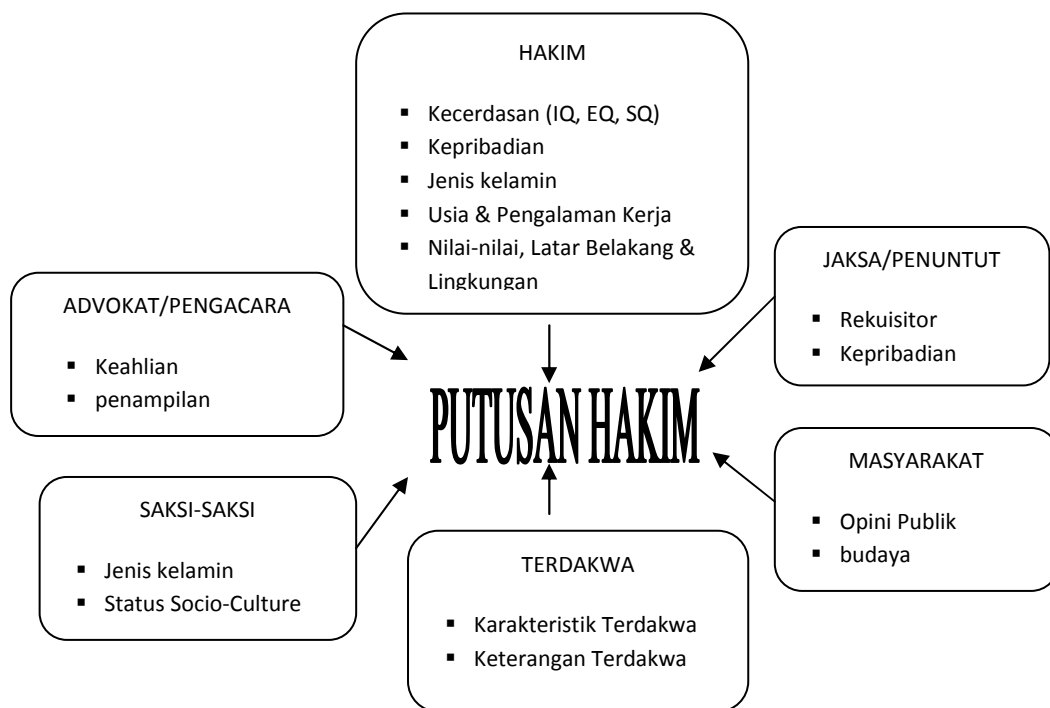 HAKIM
▪ Kecerdasan (IQ, EQ, SQ)
▪ Kepribadian
▪ Jenis kelamin
▪ Usia & Pengalaman Kerja
▪ Nilai-nilai, Latar Belakang &
Lingkungan
JAKSA/PENUNTUT
▪ Rekuisitor
▪ Kepribadian
ADVOKAT/PENGACARA
▪ Keahlian
▪ penampilan
PUTUSAN HAKIM
MASYARAKAT
▪ Opini Publik
▪ budaya
SAKSI-SAKSI
▪ Jenis kelamin
▪ Status Socio-Culture
TERDAKWA
▪ Karakteristik Terdakwa
▪ Keterangan Terdakwa